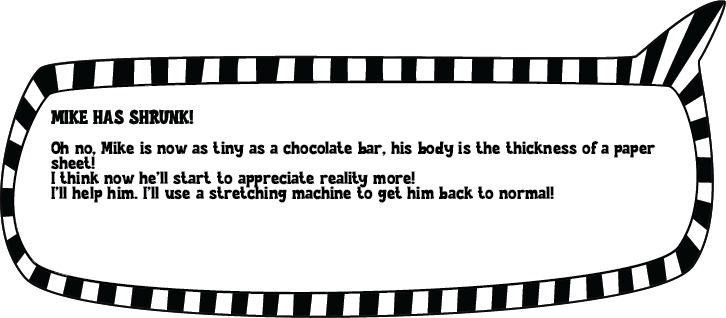 MIKE HAS SHRUNK!
Oh no, Mike is now as tiny as a chocolate bar, his body is the thickness of a paper
sheet!
I think now he'll start to appreciate reality more!
I'll help him. I'll use a stretching machine to get him back to normal!